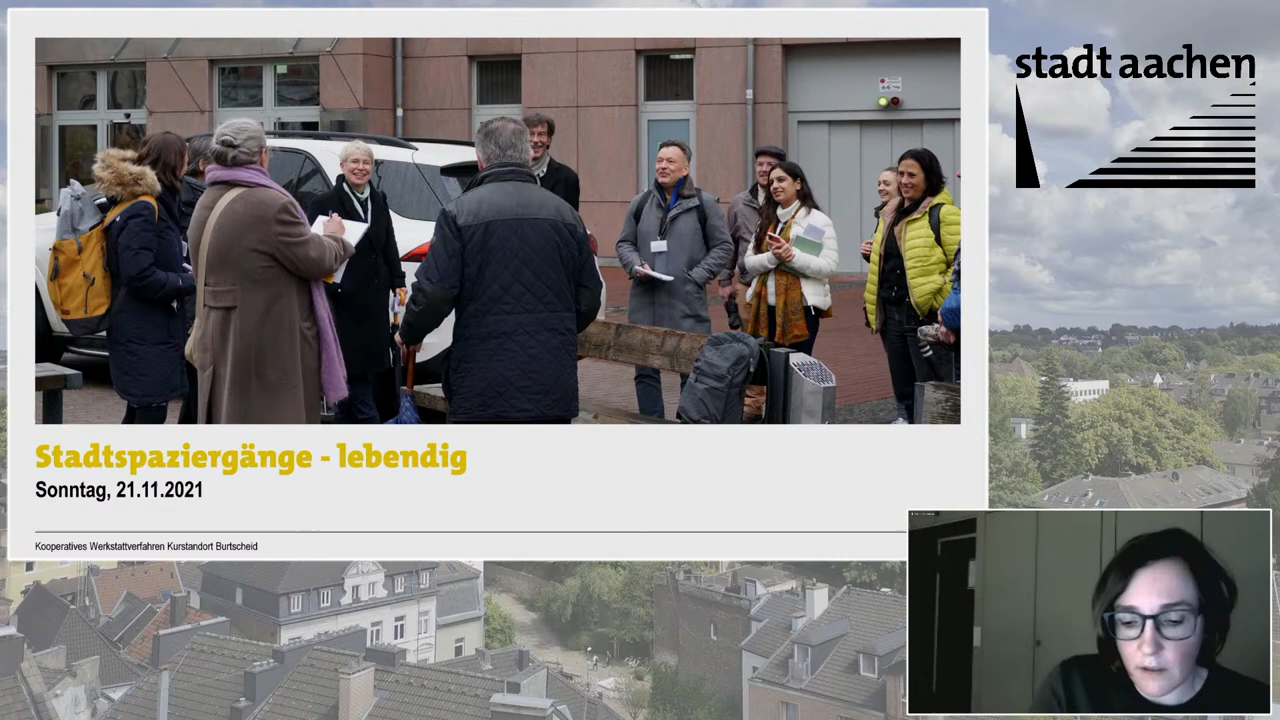 stadt aachen
Stadtspaziergänge - lebendig
Sonntag, 21.11.2021
Kooperatives Werkstattverfahren Kurstandort Burtscheid